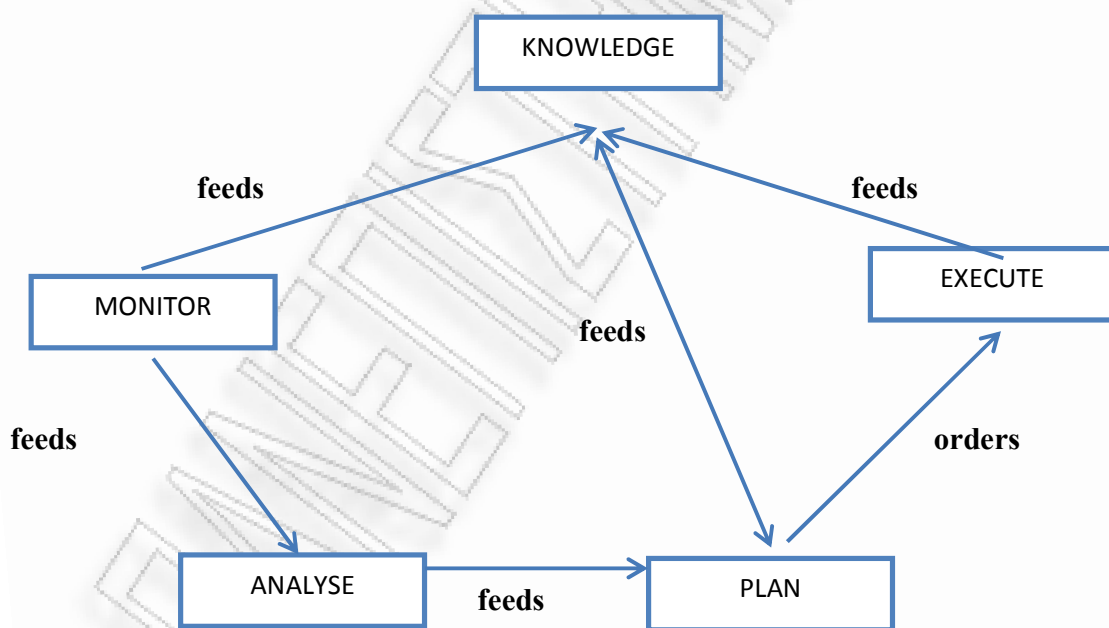 KNOWLEDGE
feeds
feeds
MONITOR
EXECUTE
feeds
feeds
orders
ANALYSE
feeds
PLAN